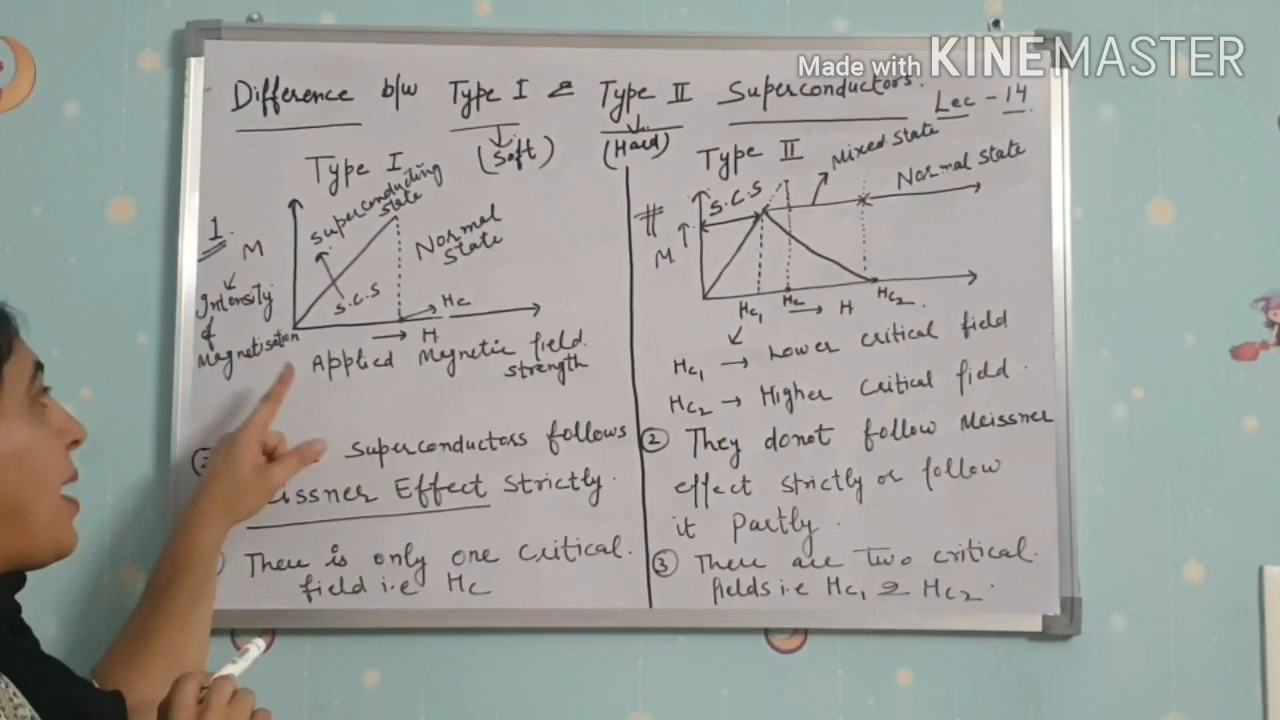 Made with KINEMASTER
Difference b/w Type I & Type II Superconductors.
Lec - 14
(Soft)
(Hard)
Type I
1.
M
Intensity
of
Magnetisation
Superconducting
state
S.C.S
Normal
state
Hc
H
Applied Magnetic field
strength
superconductors follows
issner Effect strictly.
There is only one critical.
field i.e Hc
Type II
#
M
S.C.S
Mixed state
Normal state
Hc1
Hc
H
Hc2
Hc1 → Lower critical field
Hc2 → Higher critical field.
② They donot follow Meissner
effect strictly or follow
it Partly.
③ There are two critical.
fields i.e Hc1 & Hc2.